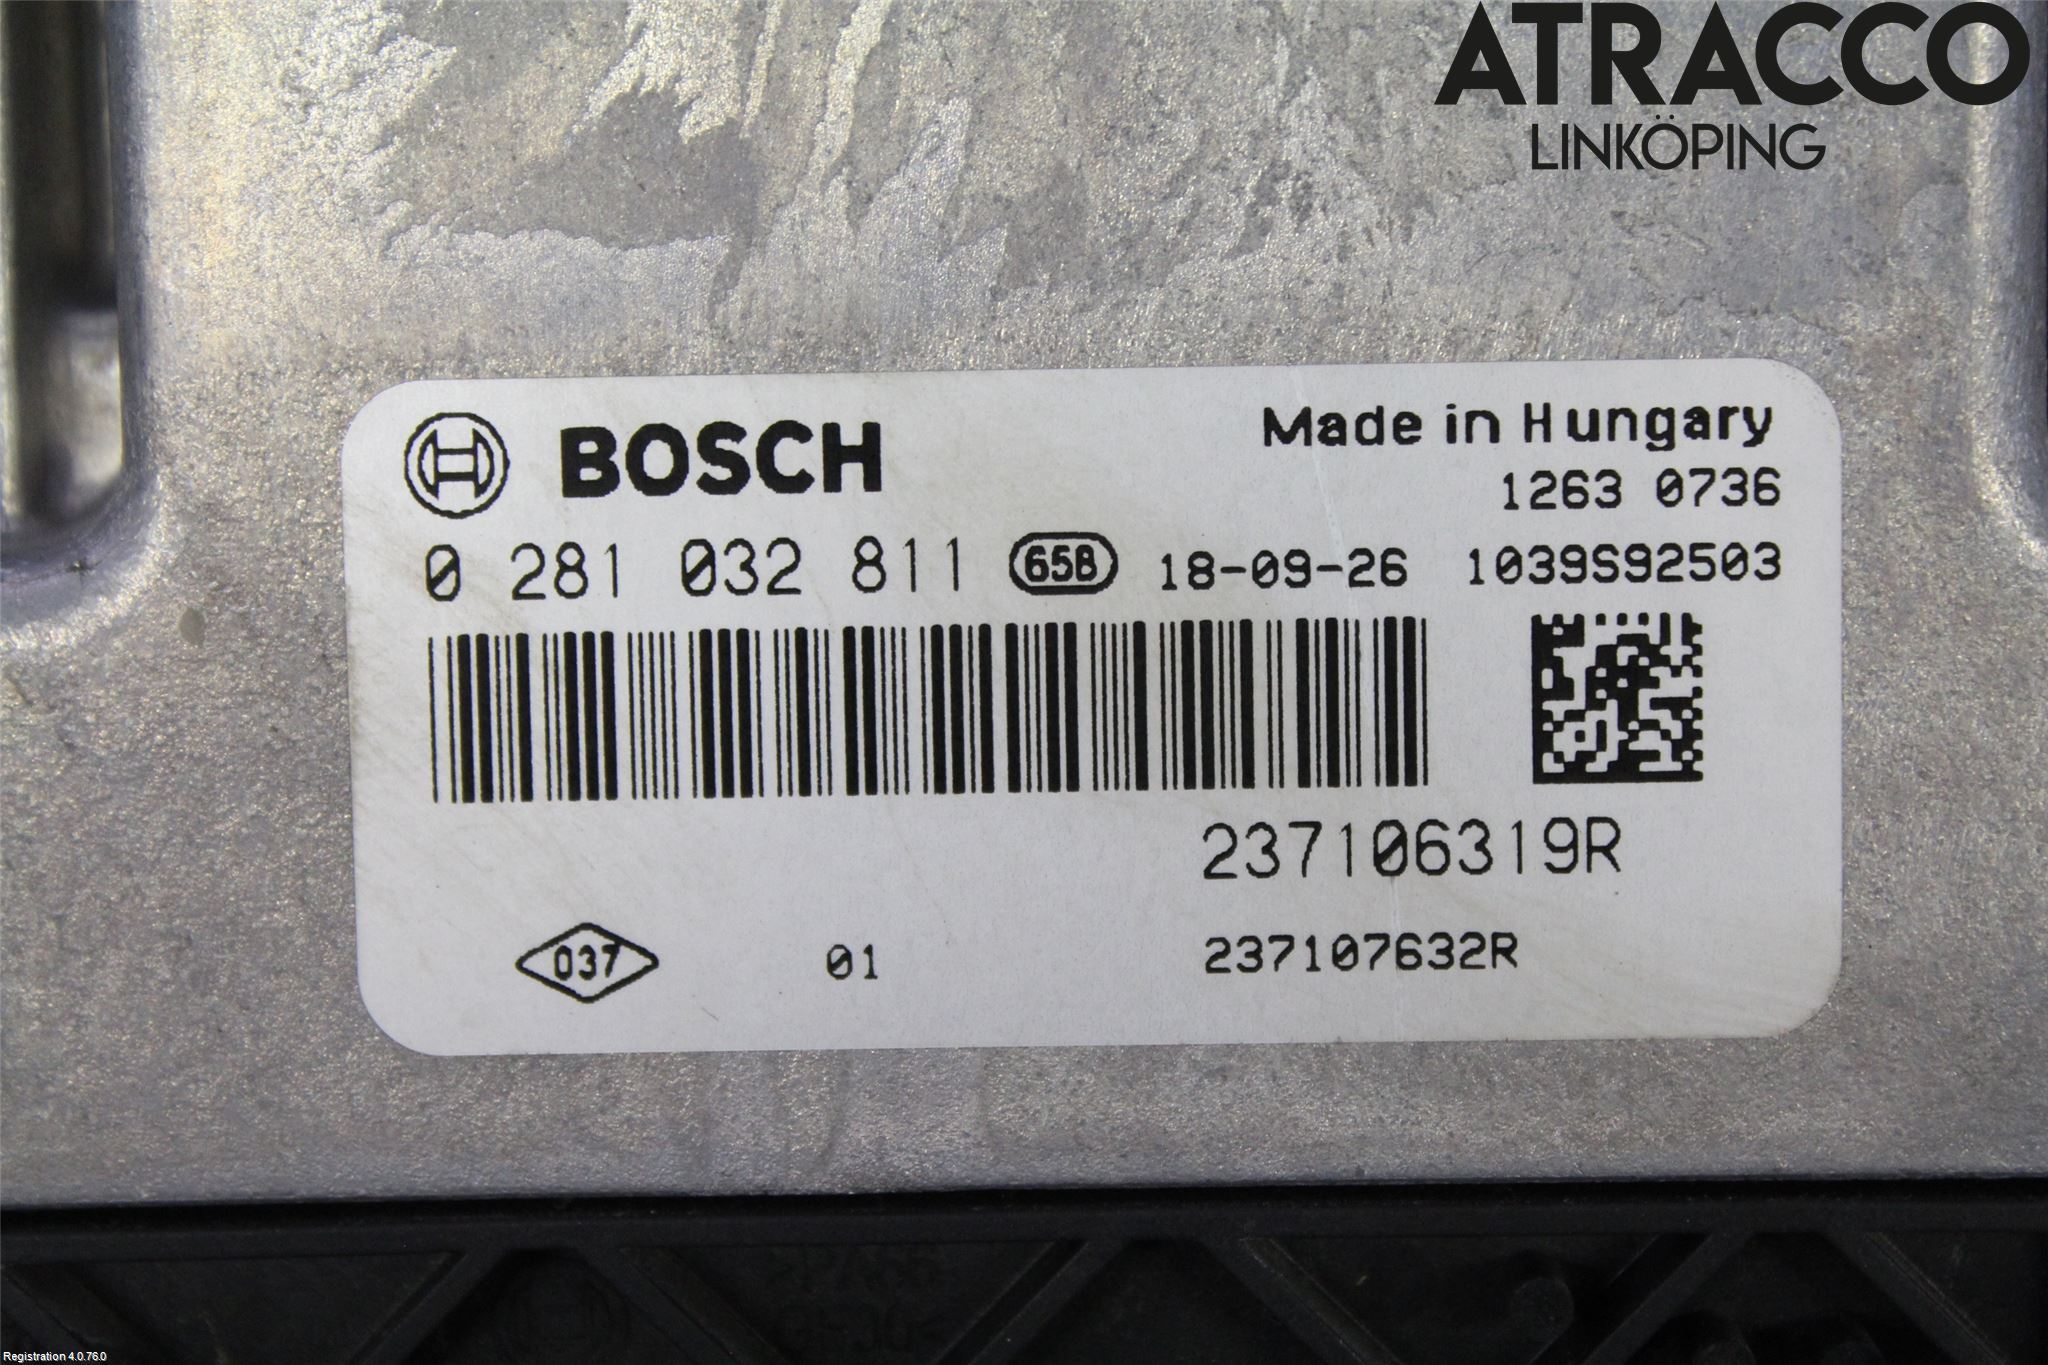 ATRACCO
LINKÖPING
BOSCH
Made in Hungary
1263 0736
0 281 032 811 65B 18-09-26 1039S92503
237106319R
037 01 237107632R
Registration 4.0.76.0